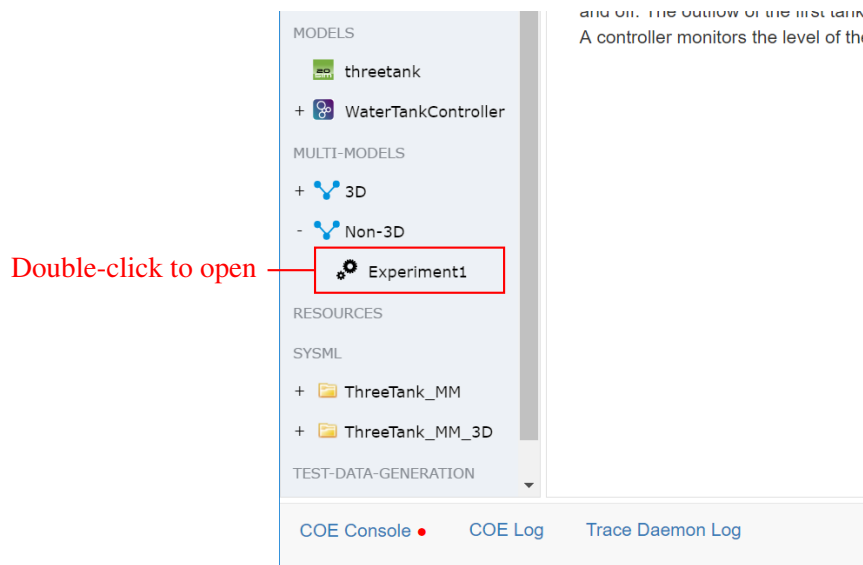 and off. The outflow of the first tank
MODELS
A controller monitors the level of the
threetank
+ WaterTankController
MULTI-MODELS
+ 3D
- Non-3D
Double-click to open
Experiment1
RESOURCES
SYSML
+ ThreeTank_MM
+ ThreeTank_MM_3D
TEST-DATA-GENERATION
COE Console
COE Log
Trace Daemon Log